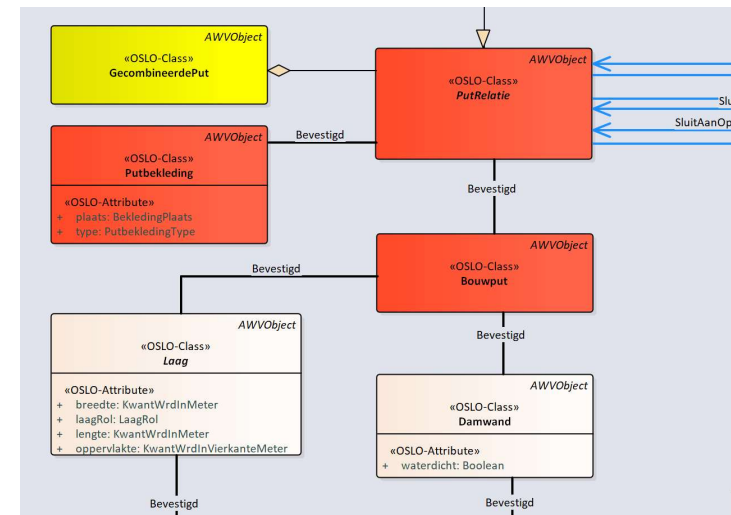 AWVObject
«OSLO-Class»
GecombineerdePut
AWVObject
«OSLO-Class»
PutRelatie
SluitAanOp
AWVObject
«OSLO-Class»
Putbekleding
«OSLO-Attribute»
+ plaats: BekledingPlaats
+ type: PutbekledingType
Bevestigd
Bevestigd
AWVObject
«OSLO-Class»
Bouwput
Bevestigd
AWVObject
«OSLO-Class»
Laag
«OSLO-Attribute»
+ breedte: KwantWrdInMeter
+ laagRol: LaagRol
+ lengte: KwantWrdInMeter
+ oppervlakte: KwantWrdInVierkanteMeter
Bevestigd
AWVObject
«OSLO-Class»
Damwand
«OSLO-Attribute»
+ waterdicht: Boolean
Bevestigd
Bevestigd